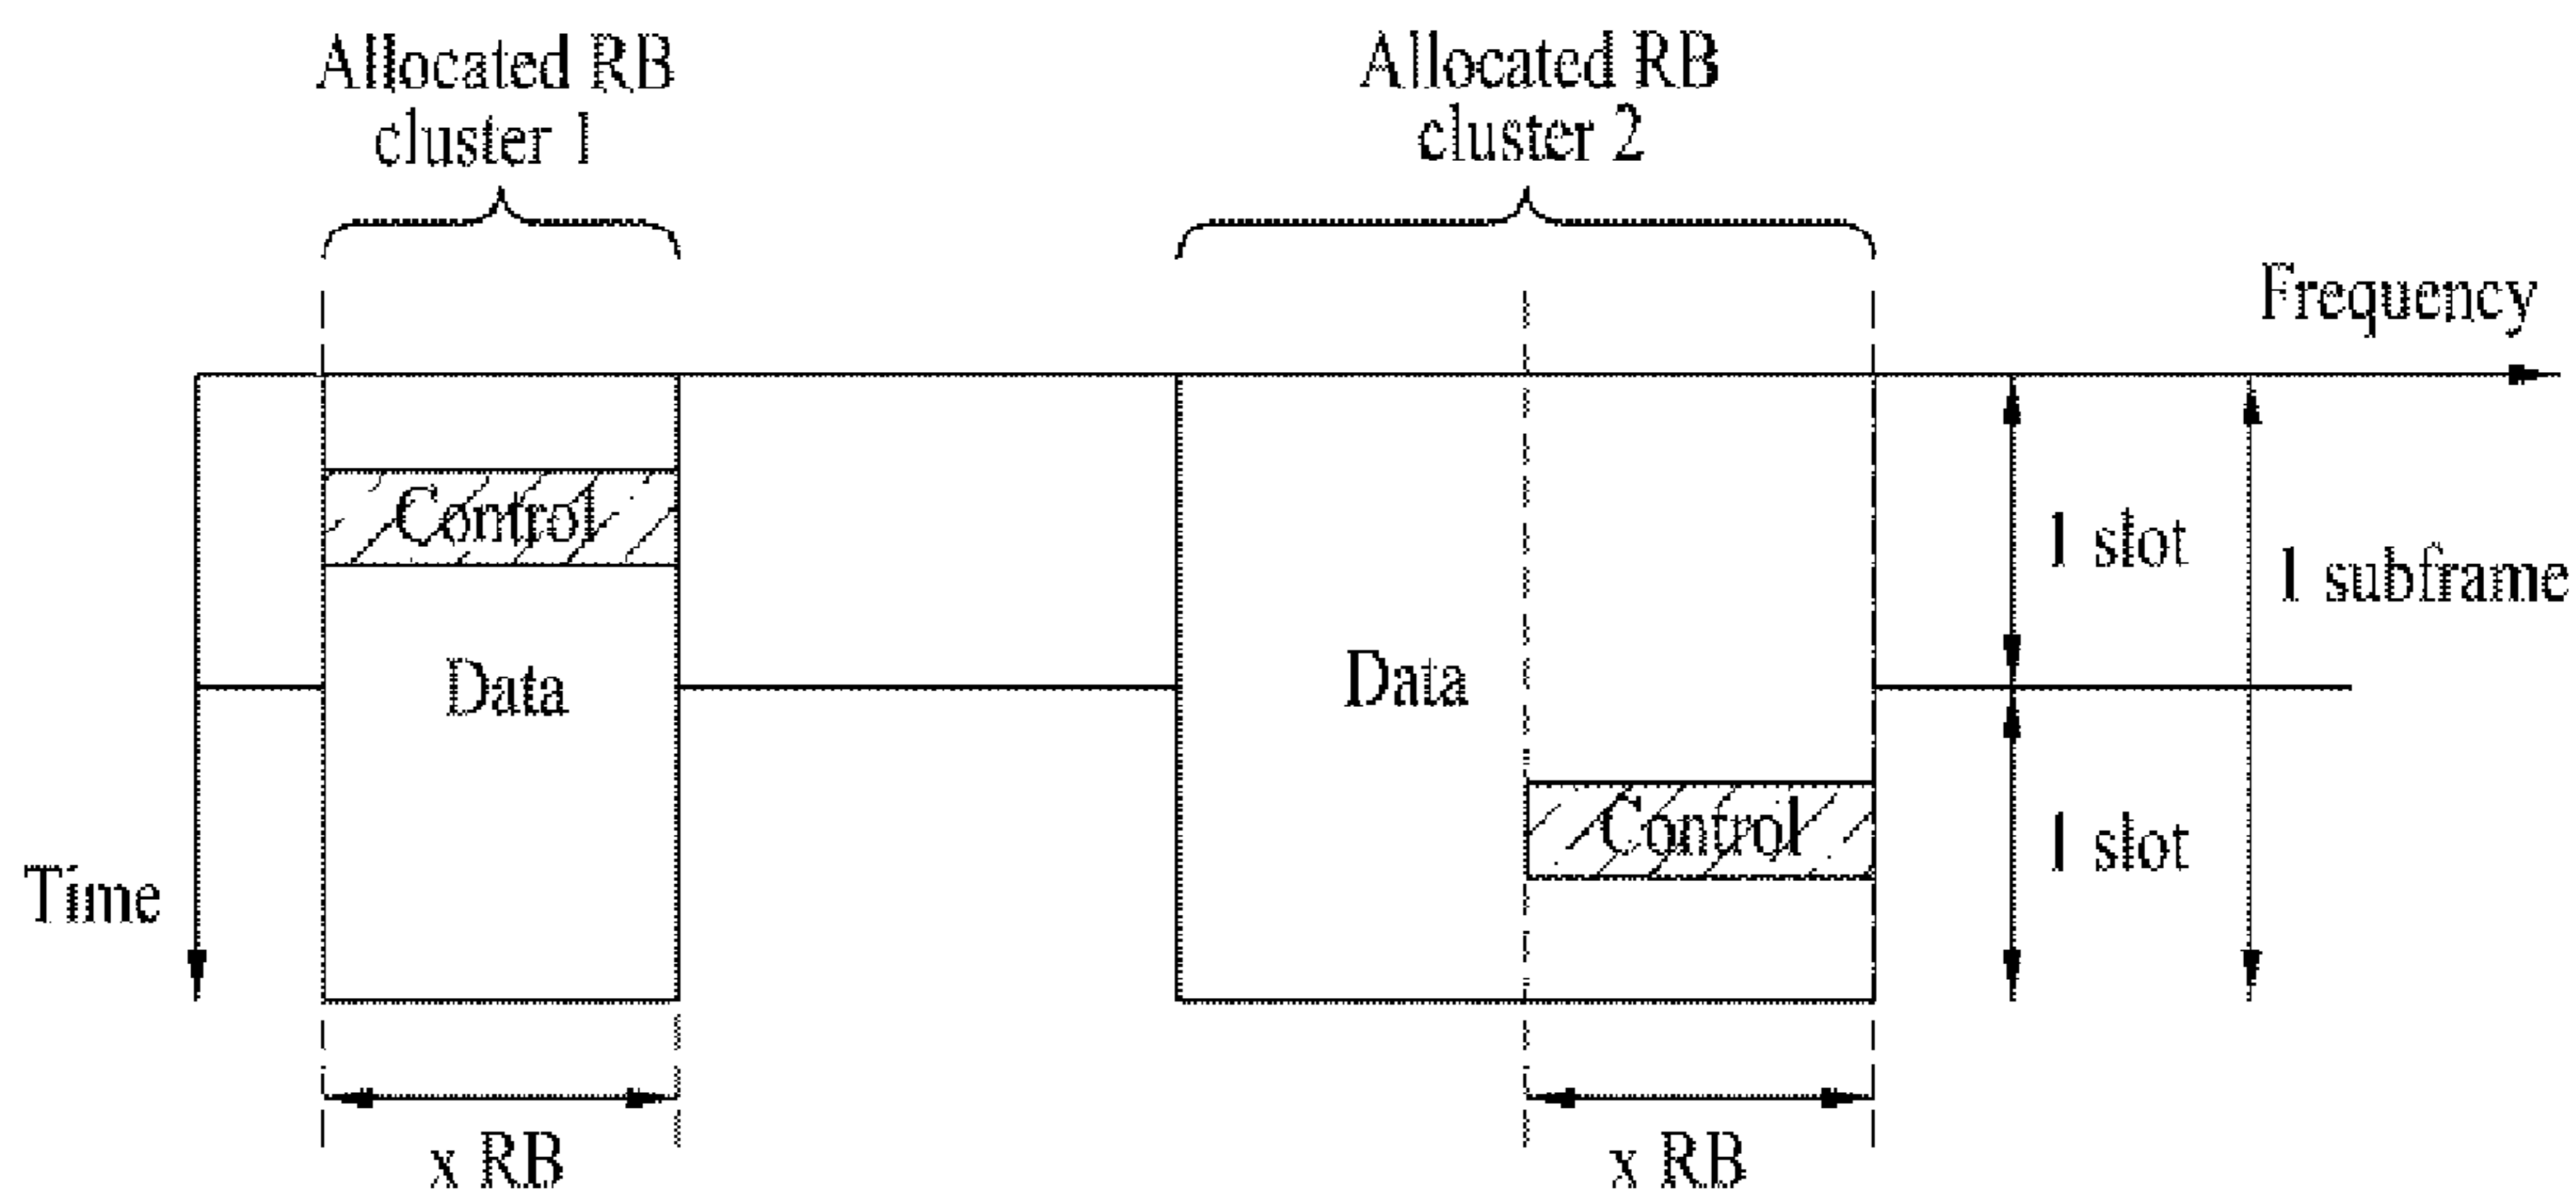 Allocated RB
cluster 1
Allocated RB
cluster 2
Frequency
Control
1 slot
1 subframe
Data
Data
Control
1 slot
Time
x RB
x RB